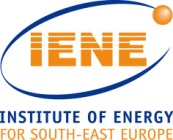 IENE
INSTITUTE OF ENERGY
FOR SOUTH-EAST EUROPE